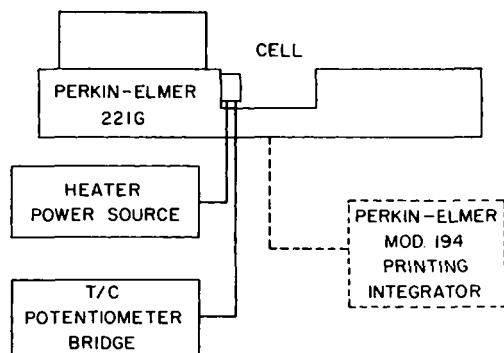 CELL
PERKIN-ELMER
221G
HEATER
POWER SOURCE
PERKIN-ELMER
MOD. 194
PRINTING
INTEGRATOR
T/C
POTENTIOMETER
BRIDGE